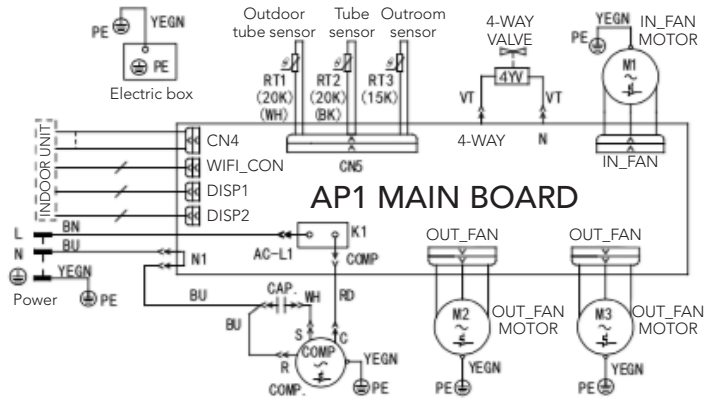 PE
YEGN
PE
Electric box
Outdoor
tube sensor
Tube
sensor
Outroom
sensor
RT1
(20K)
(WH)
RT2
(20K)
(BK)
RT3
(15K)
4-WAY
VALVE
4YV
VT
VT
4-WAY
N
YEGN
PE
IN_FAN
MOTOR
M1
~
IN_FAN
INDOOR UNIT
CN4
WIFI_CON
DISP1
DISP2
CN5
AP1 MAIN BOARD
L
BN
N
BU
YEGN
Power
PE
N1
AC-L1
K1
COMP
OUT_FAN
OUT_FAN
BU
BU
CAP.
WH
RD
S
C
R
COMP
~
COMP.
YEGN
PE
M2
~
OUT_FAN
MOTOR
YEGN
PE
M3
~
OUT_FAN
MOTOR
YEGN
PE